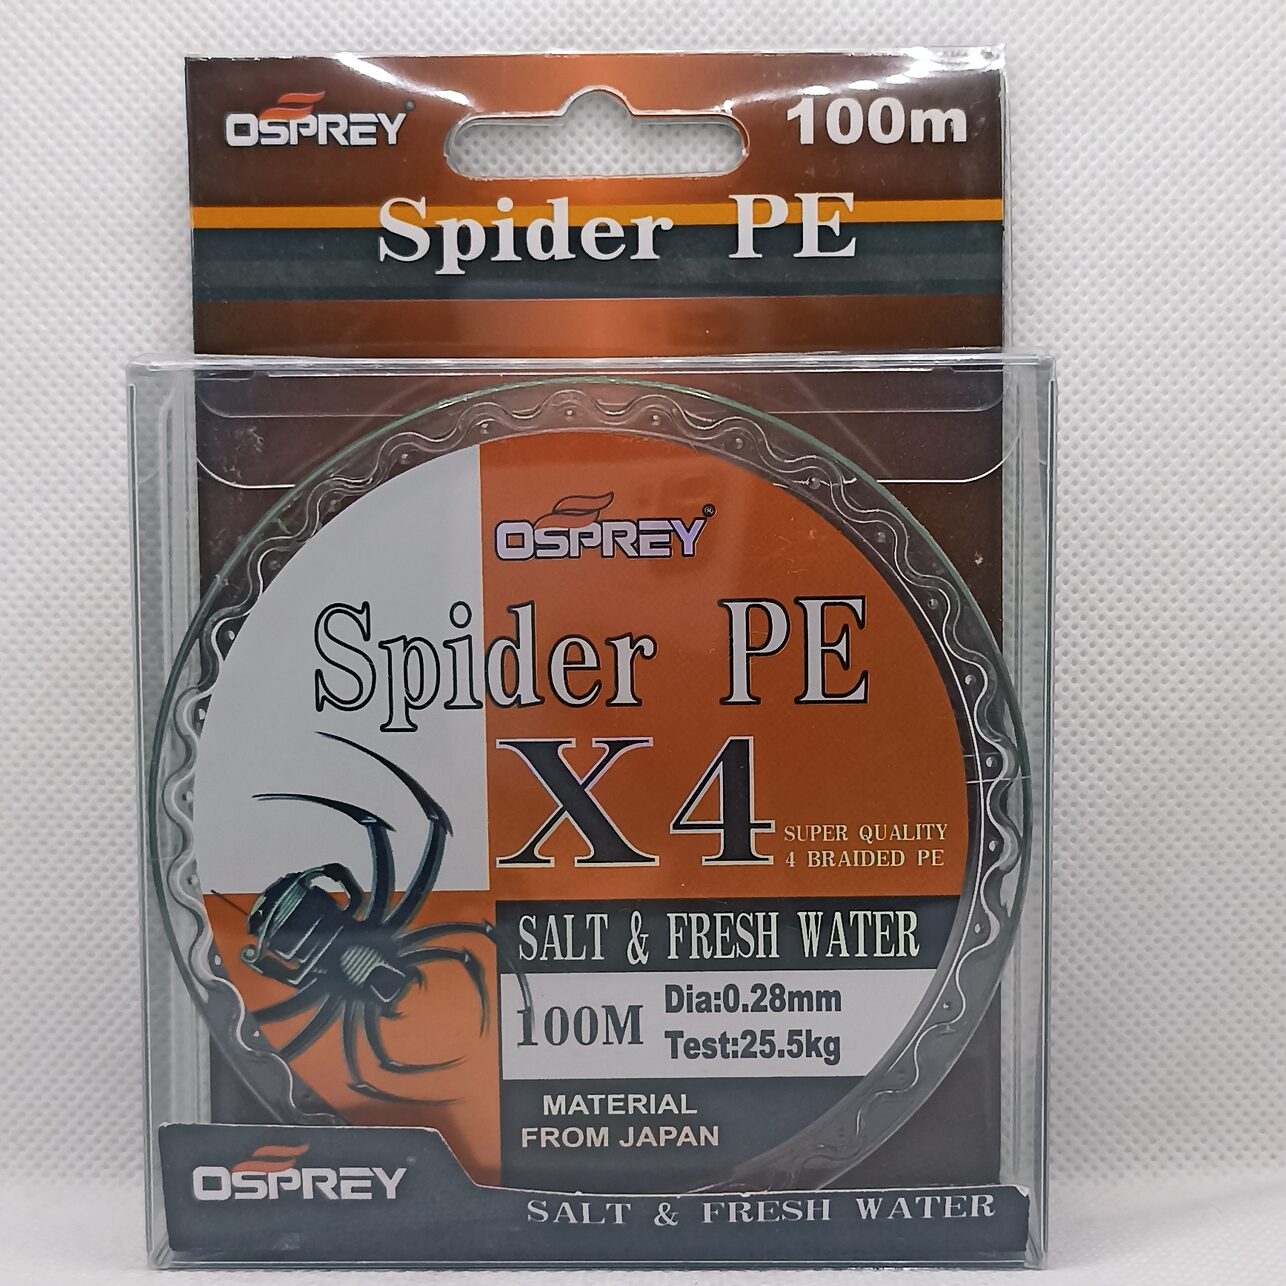 OSPREY®
100m
Spider PE
OSPREY®
Spider PE
X4
SUPER QUALITY
4 BRAIDED PE
SALT & FRESH WATER
100M
Dia:0.28mm
Test:25.5kg
MATERIAL
FROM JAPAN
OSPREY
SALT & FRESH WATER